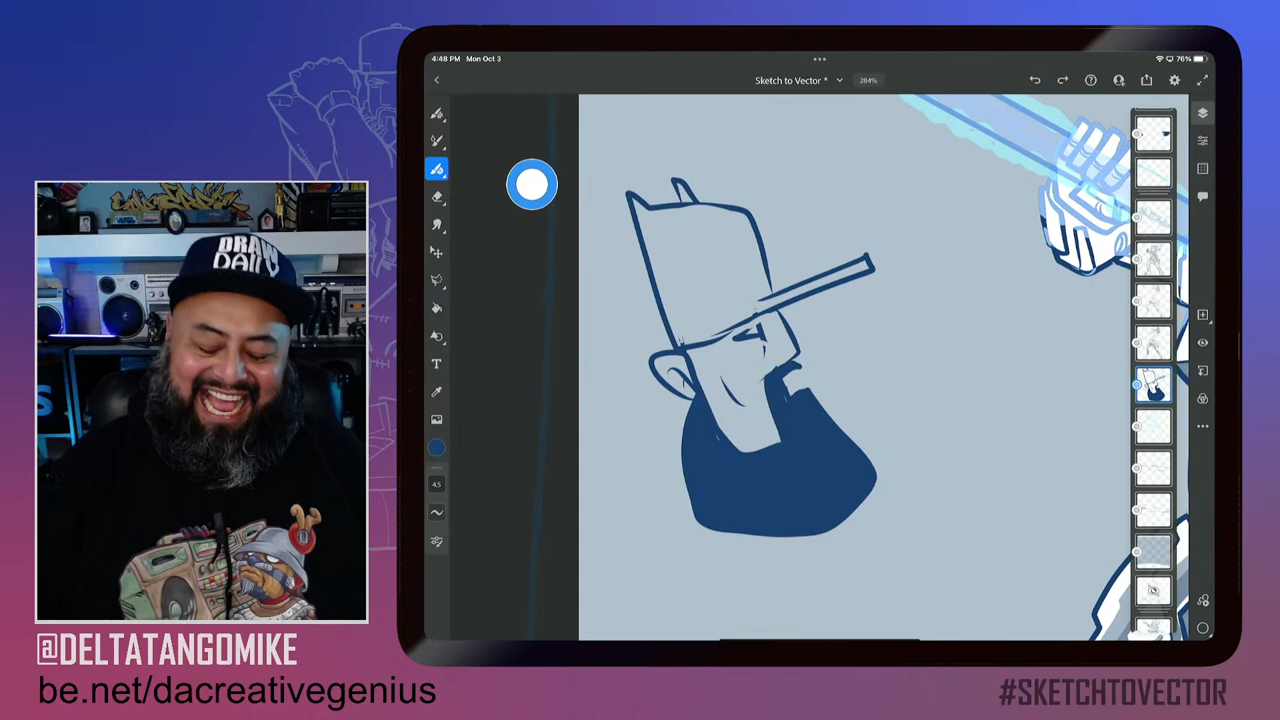 4:48 PM Mon Oct 3
76%
Sketch to Vector *
284%
DRAW
DAILY
T
45
S
@DELTATANGOMIKE
be.net/dacreativegenius
#SKETCHTOVECTOR